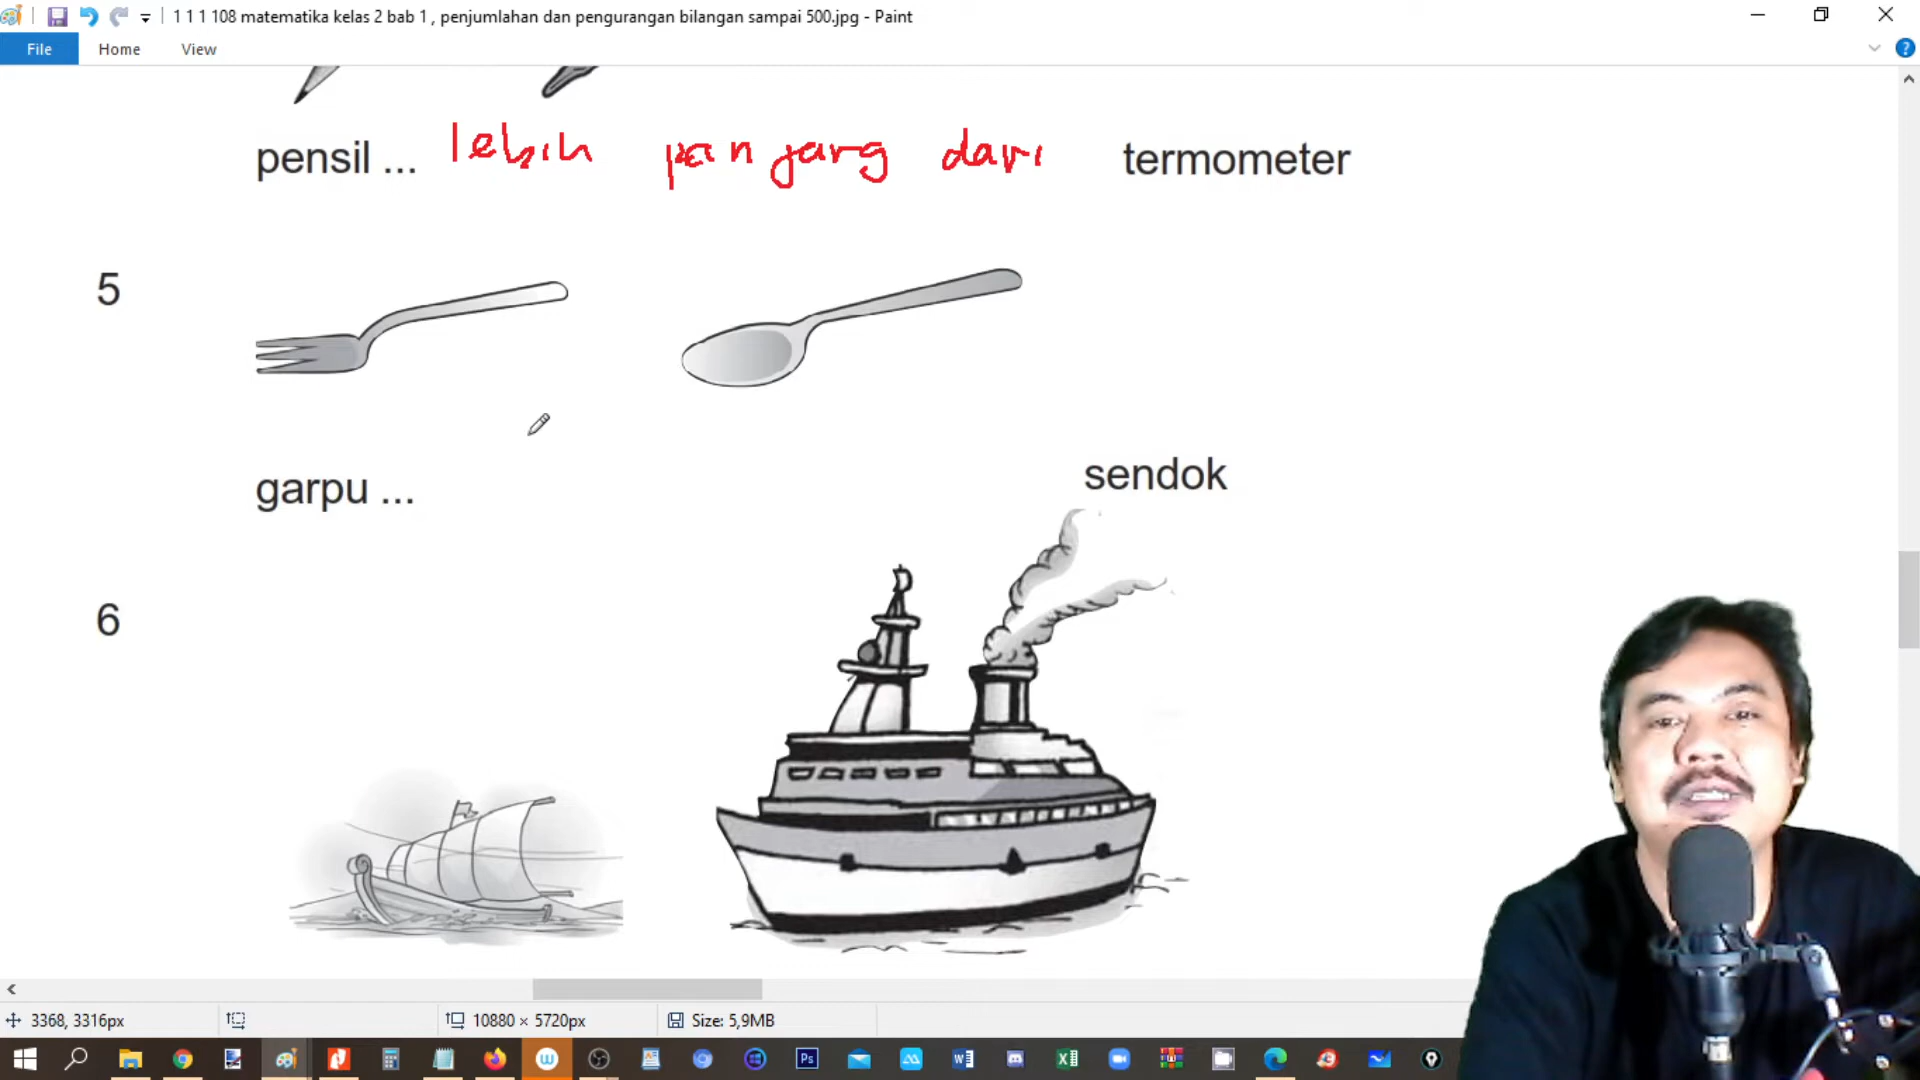 1 1 1 108 matematika kelas 2 bab 1 , penjumlahan dan pengurangan bilangan sampai 500.jpg - Paint
File Home View
pensil ... lebih panjang dari termometer
5
garpu ... sendok
6
3368, 3316px 10880 × 5720px Size: 5,9MB